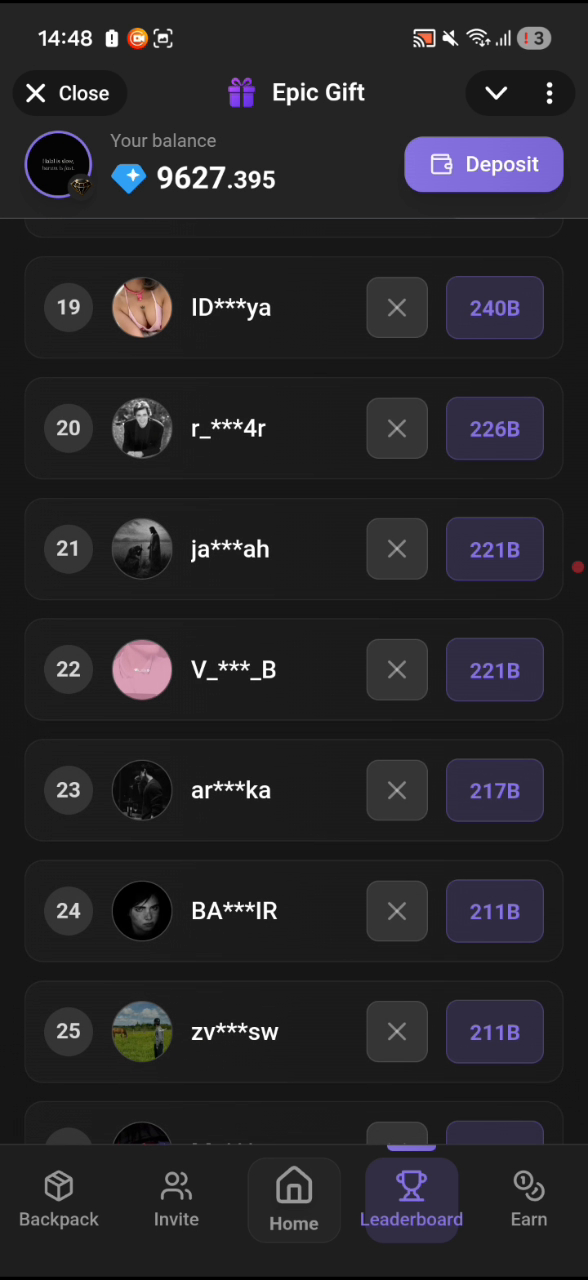 14:48
3
Close
Epic Gift
Your balance
9627.395
Deposit
19 ID***ya 240B
20 r_***4r 226B
21 ja***ah 221B
22 V_***_B 221B
23 ar***ka 217B
24 BA***IR 211B
25 zv***sw 211B
Backpack
Invite
Home
Leaderboard
Earn